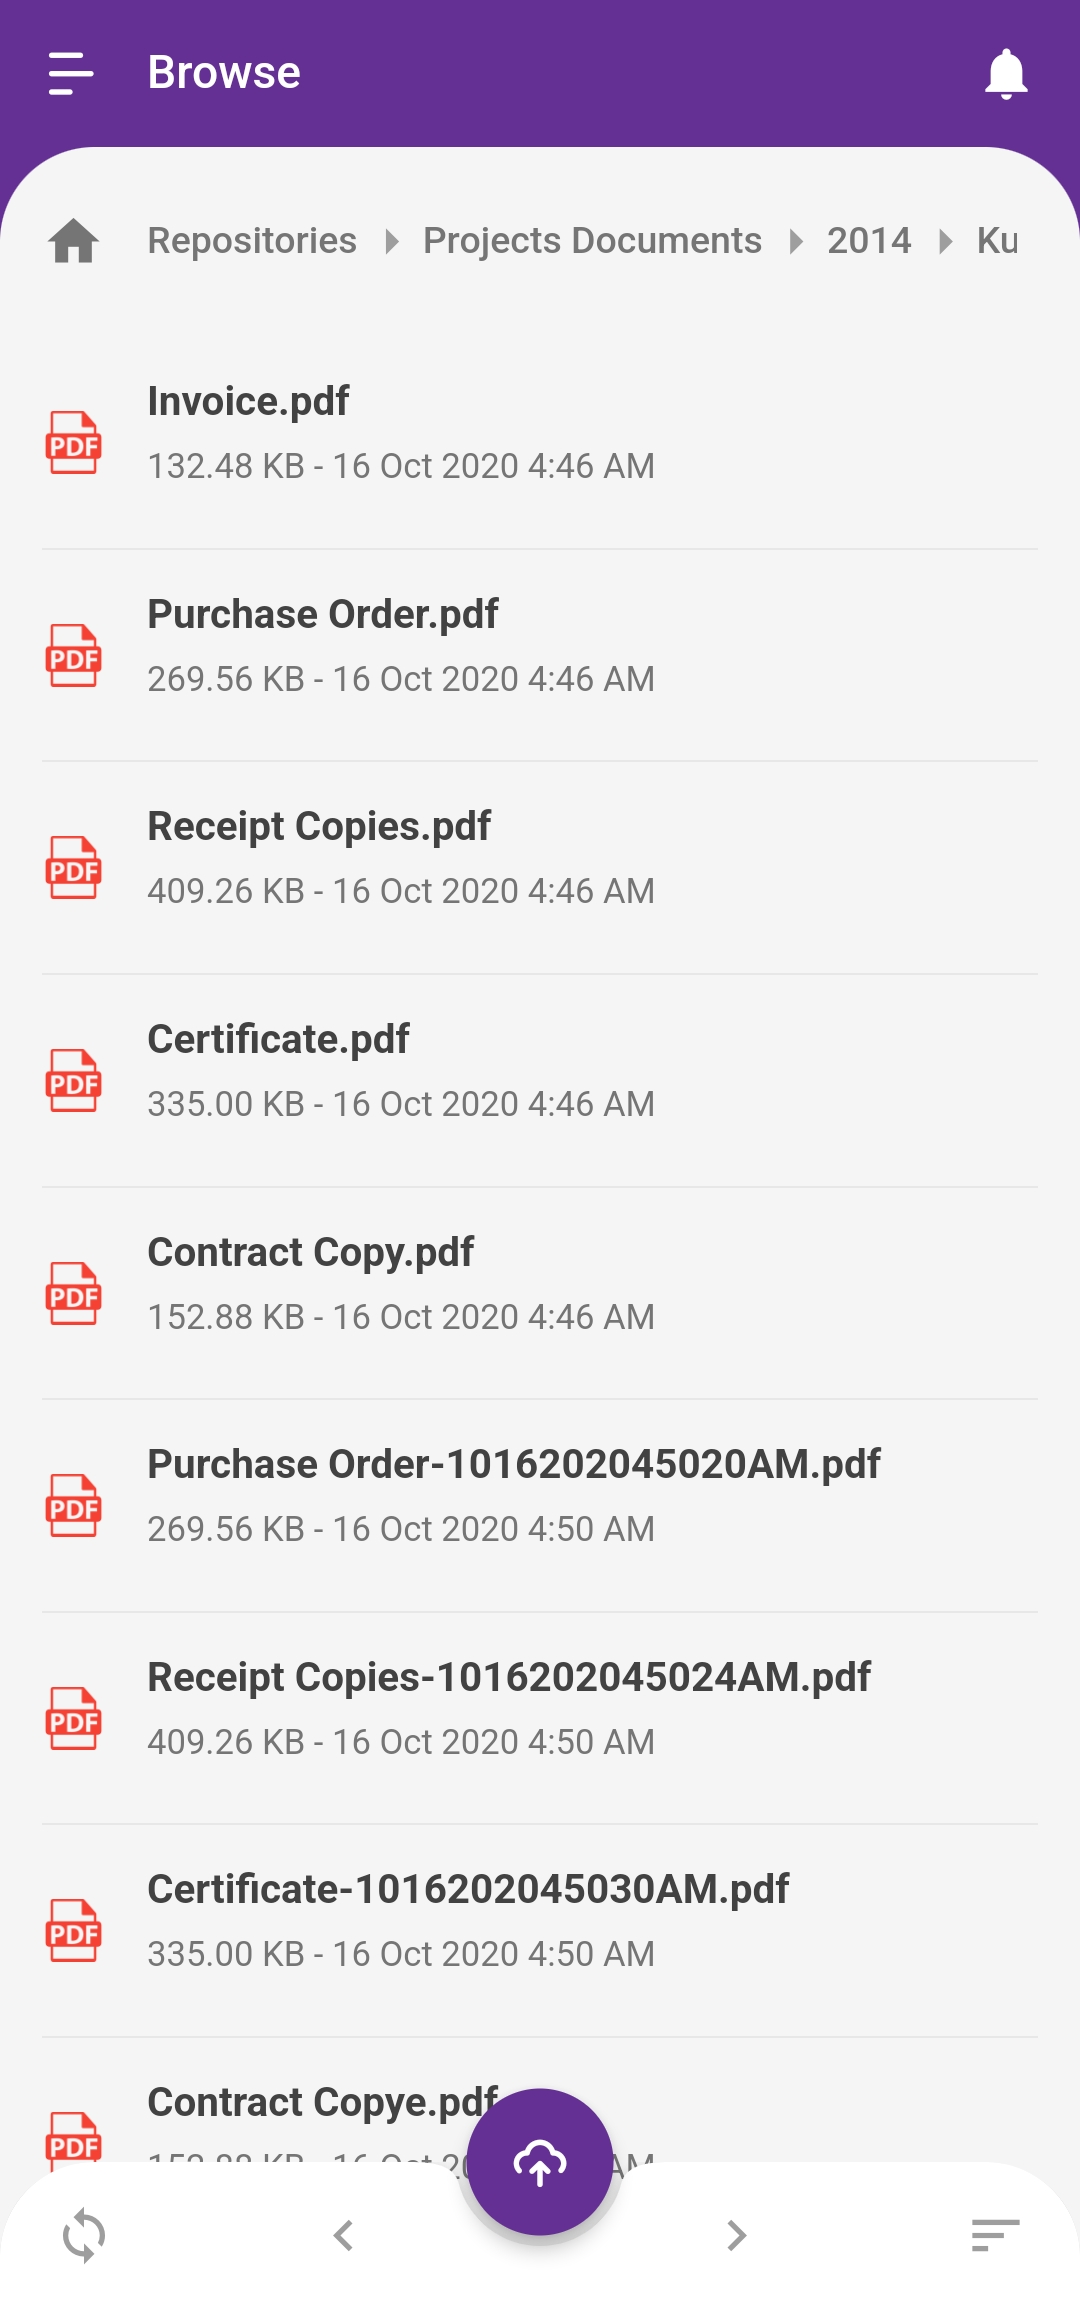 Browse
Repositories Projects Documents 2014 Ku
Invoice.pdf
PDF
132.48 KB - 16 Oct 2020 4:46 AM
Purchase Order.pdf
PDF
269.56 KB - 16 Oct 2020 4:46 AM
Receipt Copies.pdf
PDF
409.26 KB - 16 Oct 2020 4:46 AM
Certificate.pdf
PDF
335.00 KB - 16 Oct 2020 4:46 AM
Contract Copy.pdf
PDF
152.88 KB - 16 Oct 2020 4:46 AM
Purchase Order-1016202045020AM.pdf
PDF
269.56 KB - 16 Oct 2020 4:50 AM
Receipt Copies-1016202045024AM.pdf
PDF
409.26 KB - 16 Oct 2020 4:50 AM
Certificate-1016202045030AM.pdf
PDF
335.00 KB - 16 Oct 2020 4:50 AM
Contract Copye.pdf
PDF
KB - 16 Oct AM